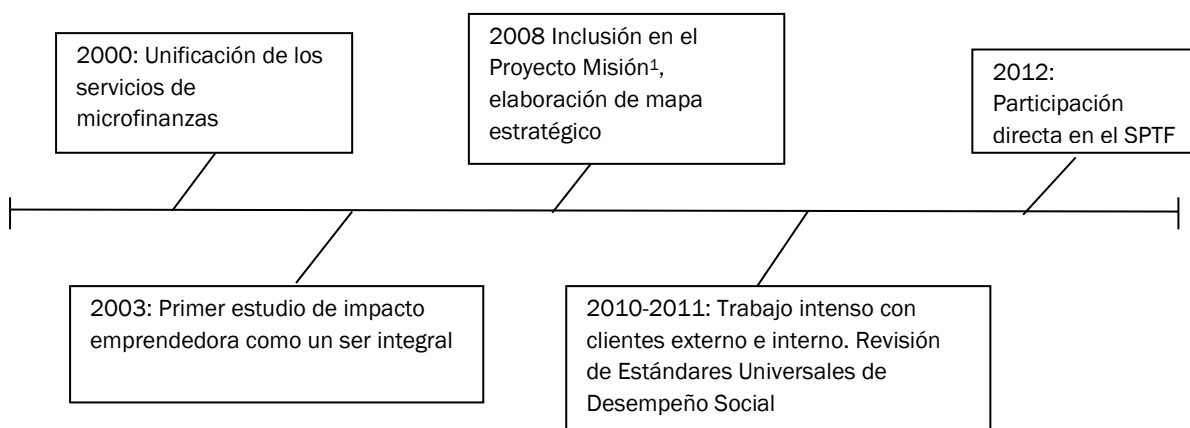 2000: Unificación de los
servicios de
microfinanzas
2003: Primer estudio de impacto
emprendedora como un ser integral
2008 Inclusión en el
Proyecto Misión¹,
elaboración de mapa
estratégico
2010-2011: Trabajo intenso con
clientes externo e interno. Revisión
de Estándares Universales de
Desempeño Social
2012:
Participación
directa en el SPTF